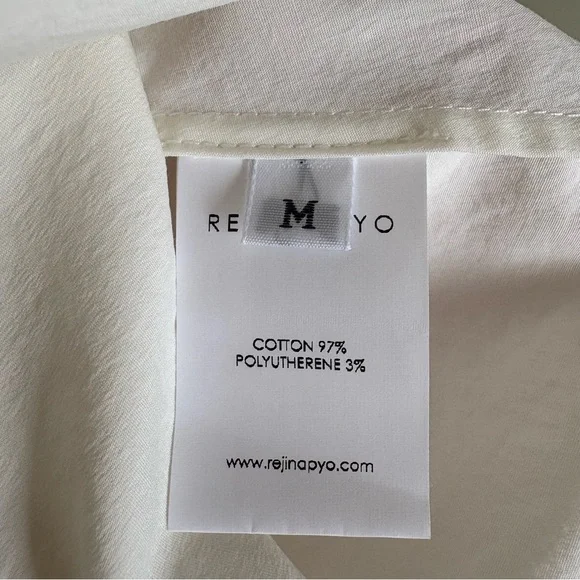 M
RE YO
COTTON 97%
POLYUTHERENE 3%
www.rejinapyo.com